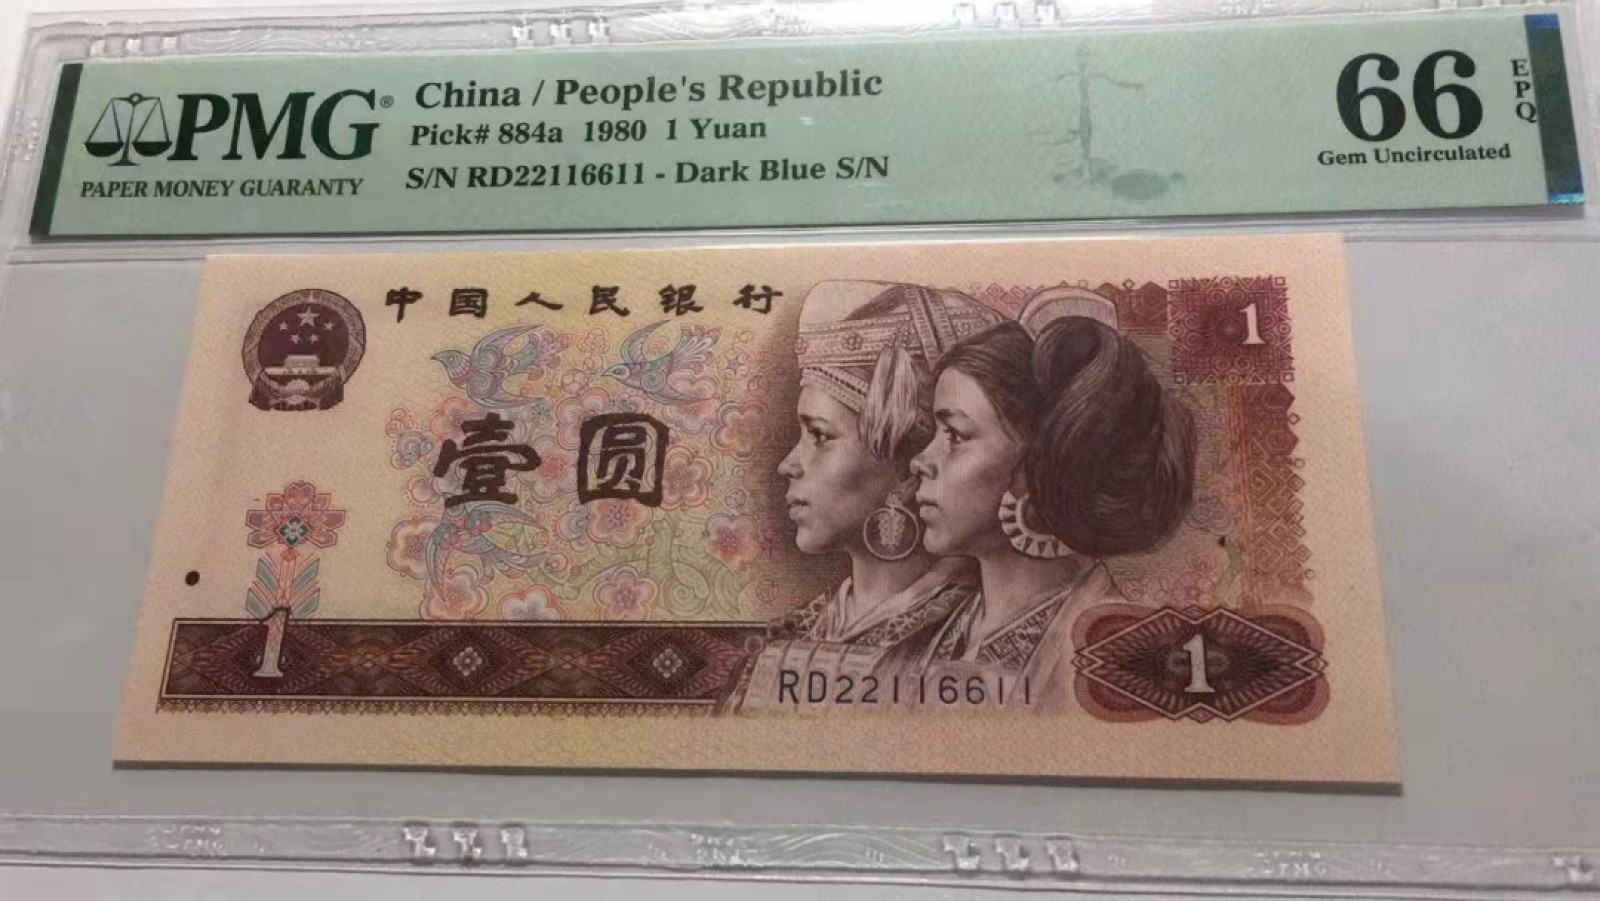 PMG®
PAPER MONEY GUARANTY
China / People's Republic
Pick# 884a 1980 1 Yuan
S/N RD22116611 - Dark Blue S/N
66
EPQ
Gem Uncirculated
中国人民银行
1
壹圆
1
RD22116611
1